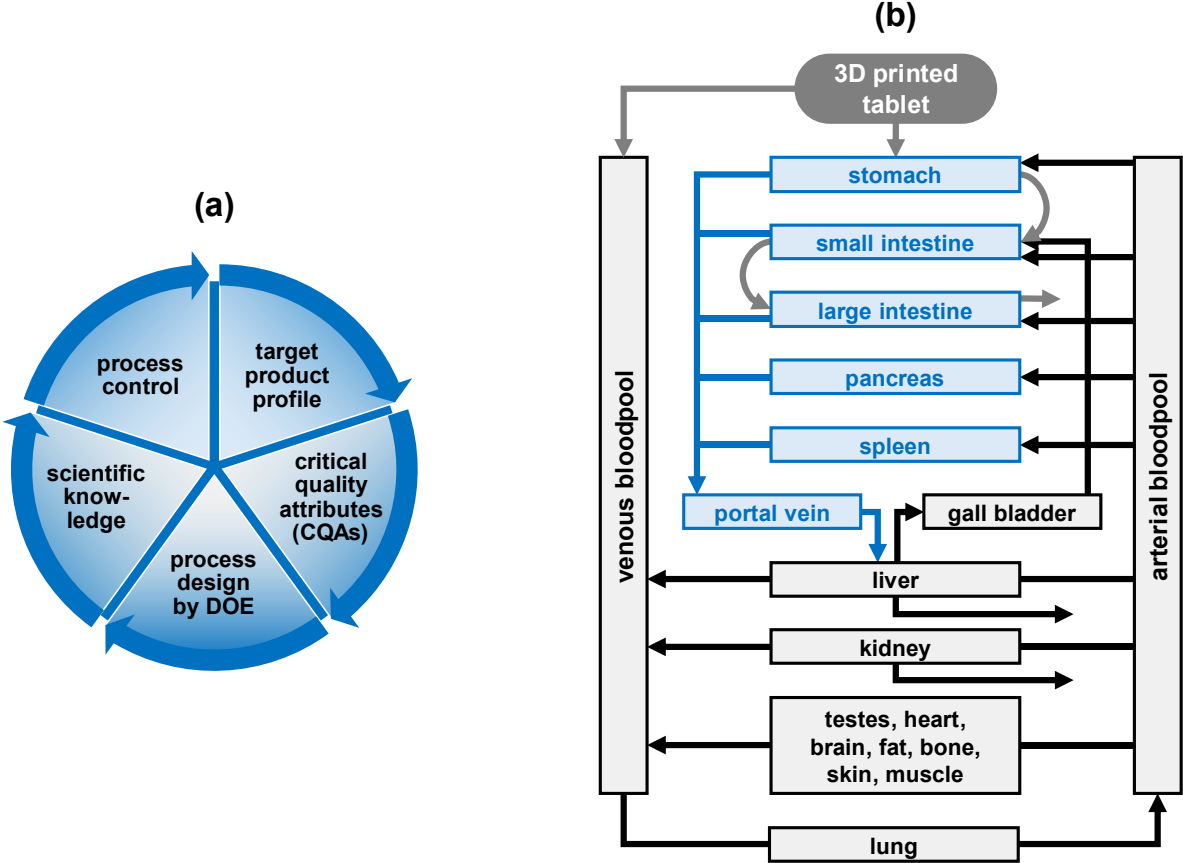 (a)
process
control
target
product
profile
scientific
know-
ledge
critical
quality
attributes
(CQAs)
process
design
by DOE
(b)
3D printed
tablet
stomach
small intestine
large intestine
pancreas
spleen
portal vein
gall bladder
liver
kidney
testes, heart,
brain, fat, bone,
skin, muscle
lung
venous bloodpool
arterial bloodpool